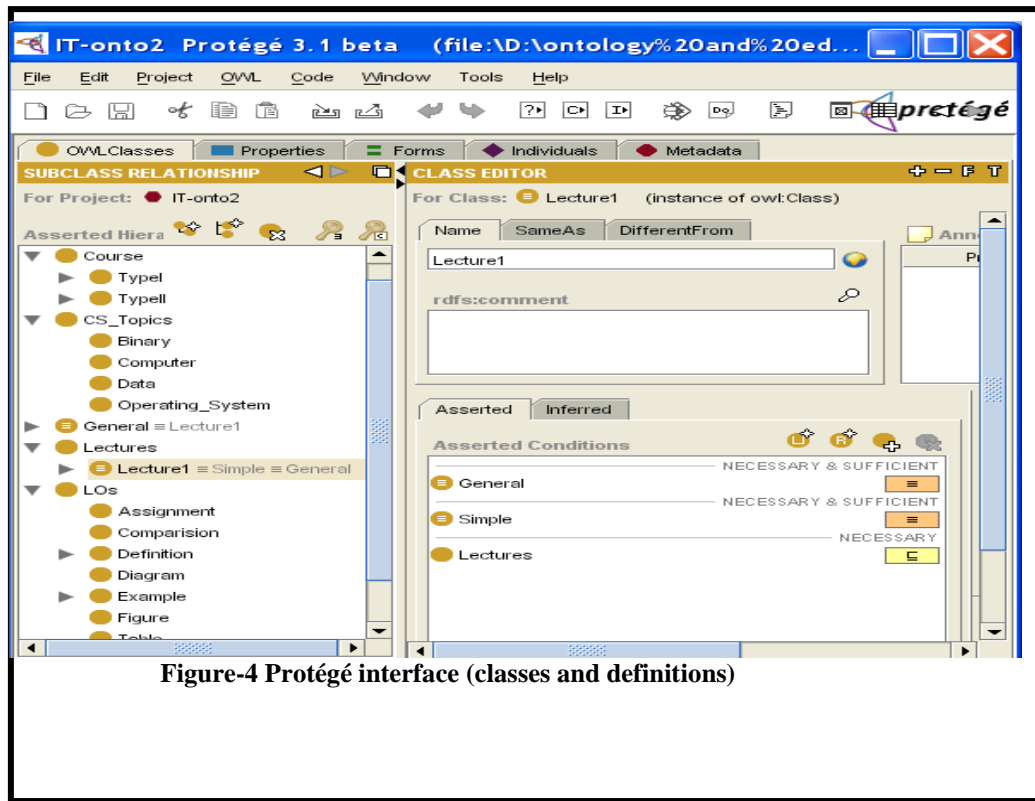 IT-onto2 Protégé 3.1 beta (file:\D:\ontology%20and%20ed...
File Edit Project OWL Code Window Tools Help
protégé
OWLClasses Properties Forms Individuals Metadata
SUBCLASS RELATIONSHIP
For Project: IT-onto2
Asserted Hiera
Course
TypeI
TypeII
CS_Topics
Binary
Computer
Data
Operating_System
General ≡ Lecture1
Lectures
Lecture1 ≡ Simple ≡ General
LOs
Assignment
Comparision
Definition
Diagram
Example
Figure
Table
CLASS EDITOR
F T
For Class: Lecture1 (instance of owl:Class)
Name SameAs DifferentFrom
Lecture1
rdfs:comment
Asserted Inferred
Asserted Conditions
NECESSARY & SUFFICIENT
General ≡
NECESSARY & SUFFICIENT
Simple ≡
NECESSARY
Lectures ⊑
Figure-4 Protégé interface (classes and definitions)